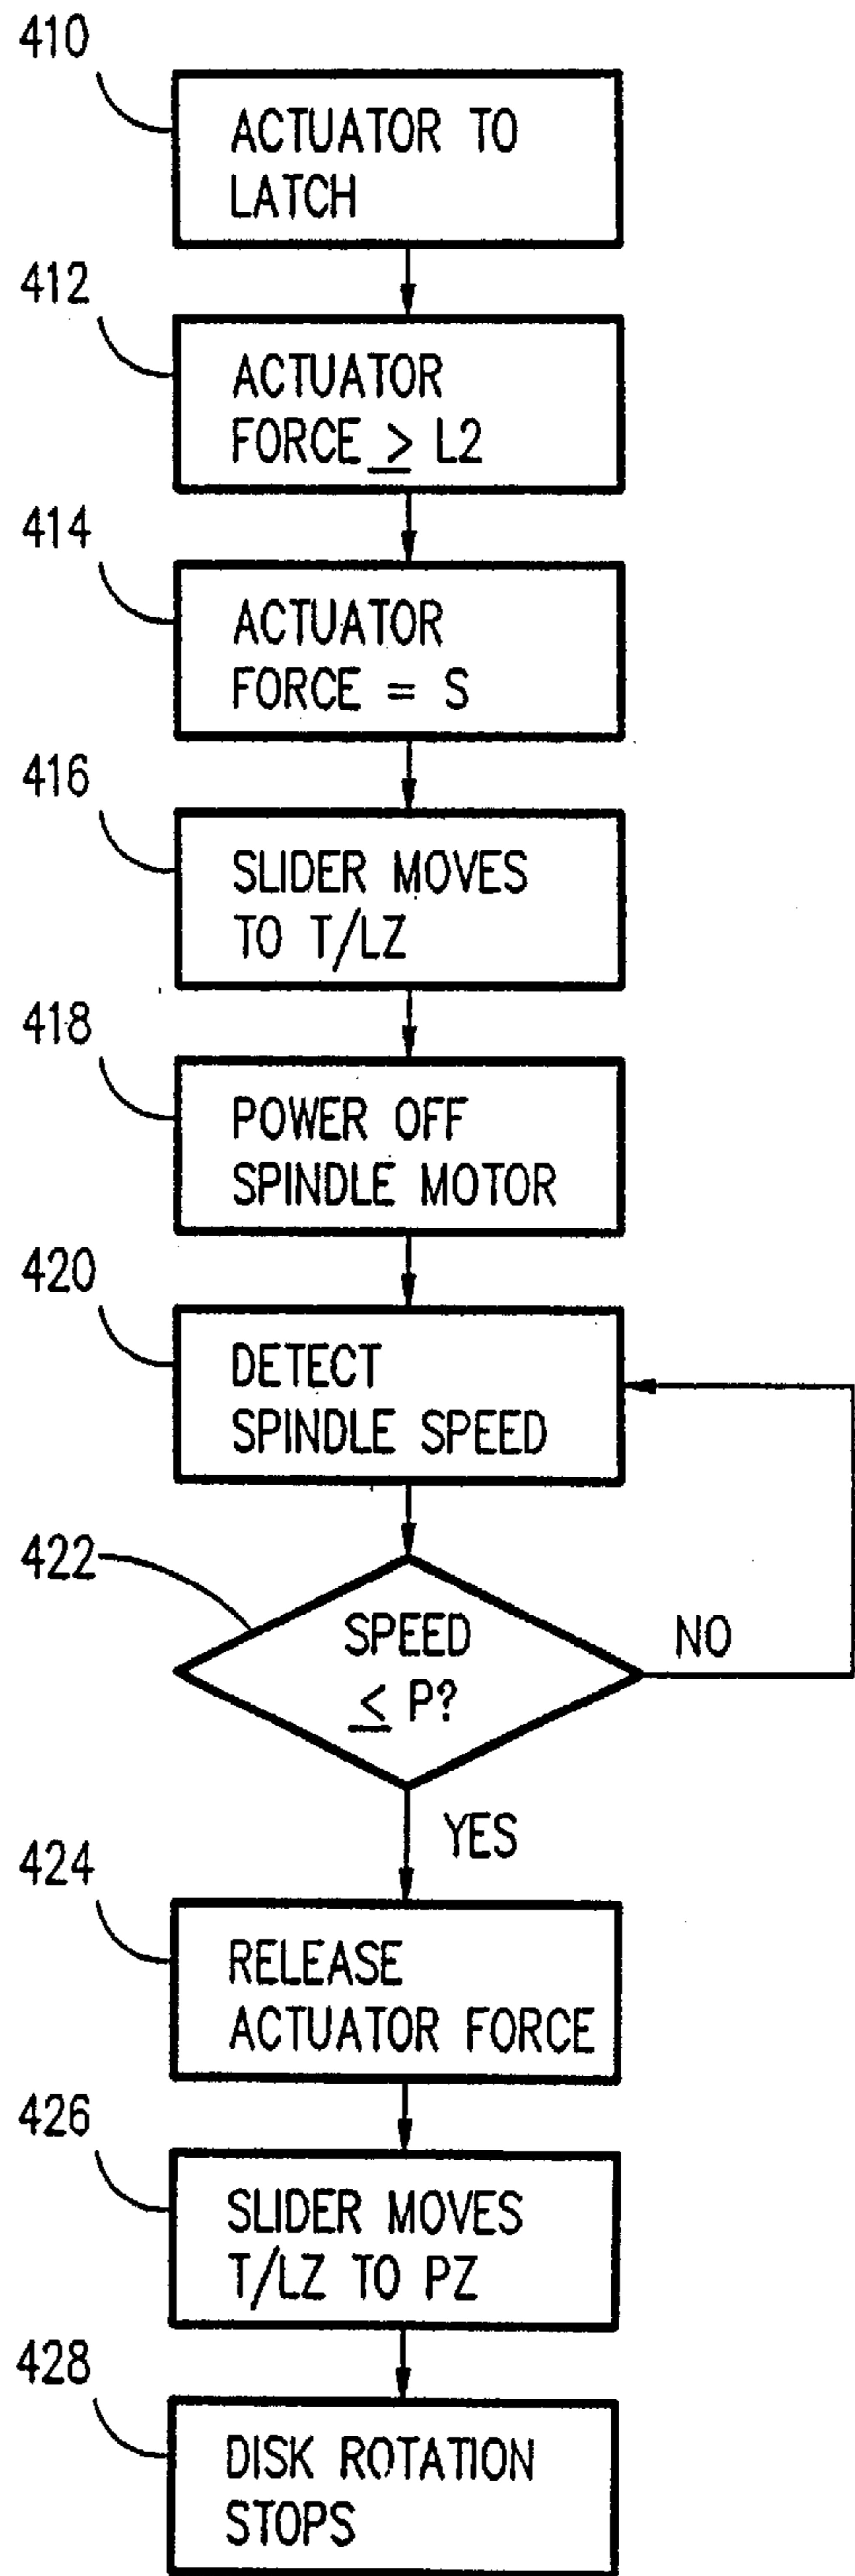 410
ACTUATOR TO
LATCH
412
ACTUATOR
FORCE ≥ L2
414
ACTUATOR
FORCE = S
416
SLIDER MOVES
TO T/LZ
418
POWER OFF
SPINDLE MOTOR
420
DETECT
SPINDLE SPEED
422
SPEED
≤ P?
NO
YES
424
RELEASE
ACTUATOR FORCE
426
SLIDER MOVES
T/LZ TO PZ
428
DISK ROTATION
STOPS